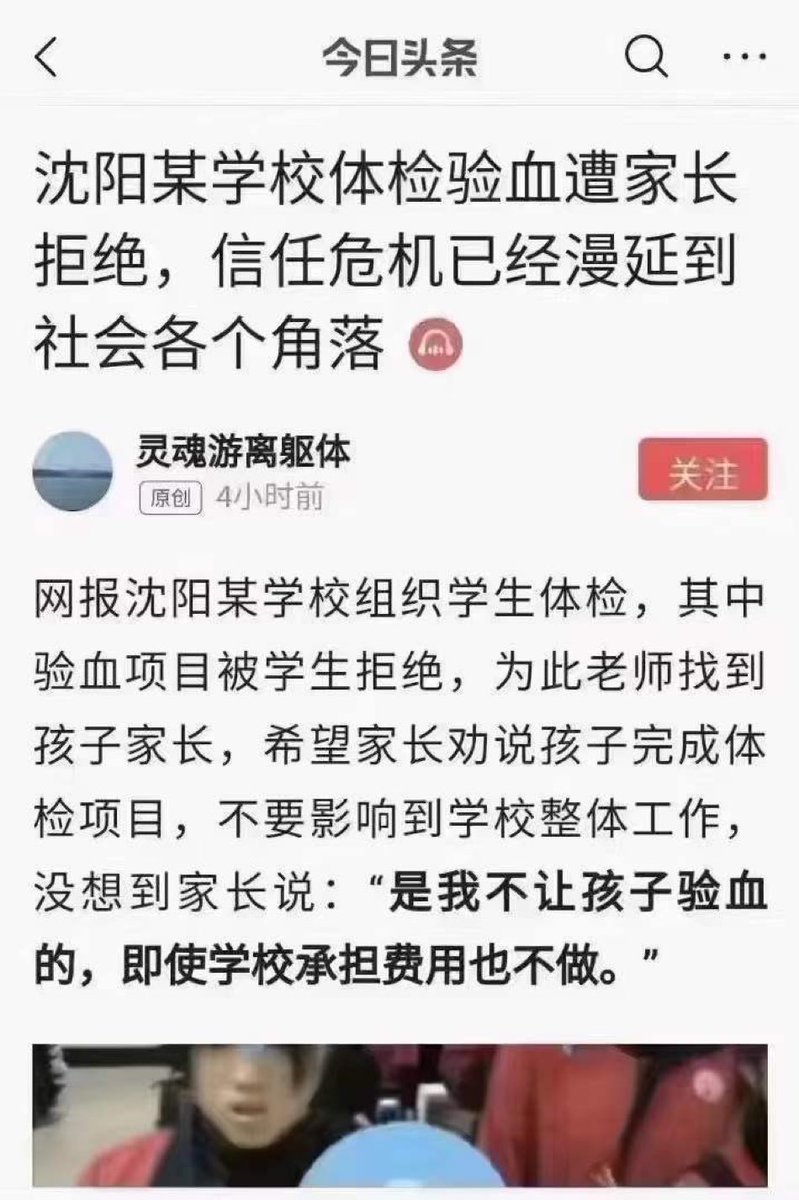 今日头条
沈阳某学校体检验血遭家长
拒绝，信任危机已经漫延到
社会各个角落
灵魂游离躯体
原创 4小时前
关注
网报沈阳某学校组织学生体检，其中
验血项目被学生拒绝，为此老师找到
孩子家长，希望家长劝说孩子完成体
检项目，不要影响到学校整体工作，
没想到家长说：“是我不让孩子验血
的，即使学校承担费用也不做。”